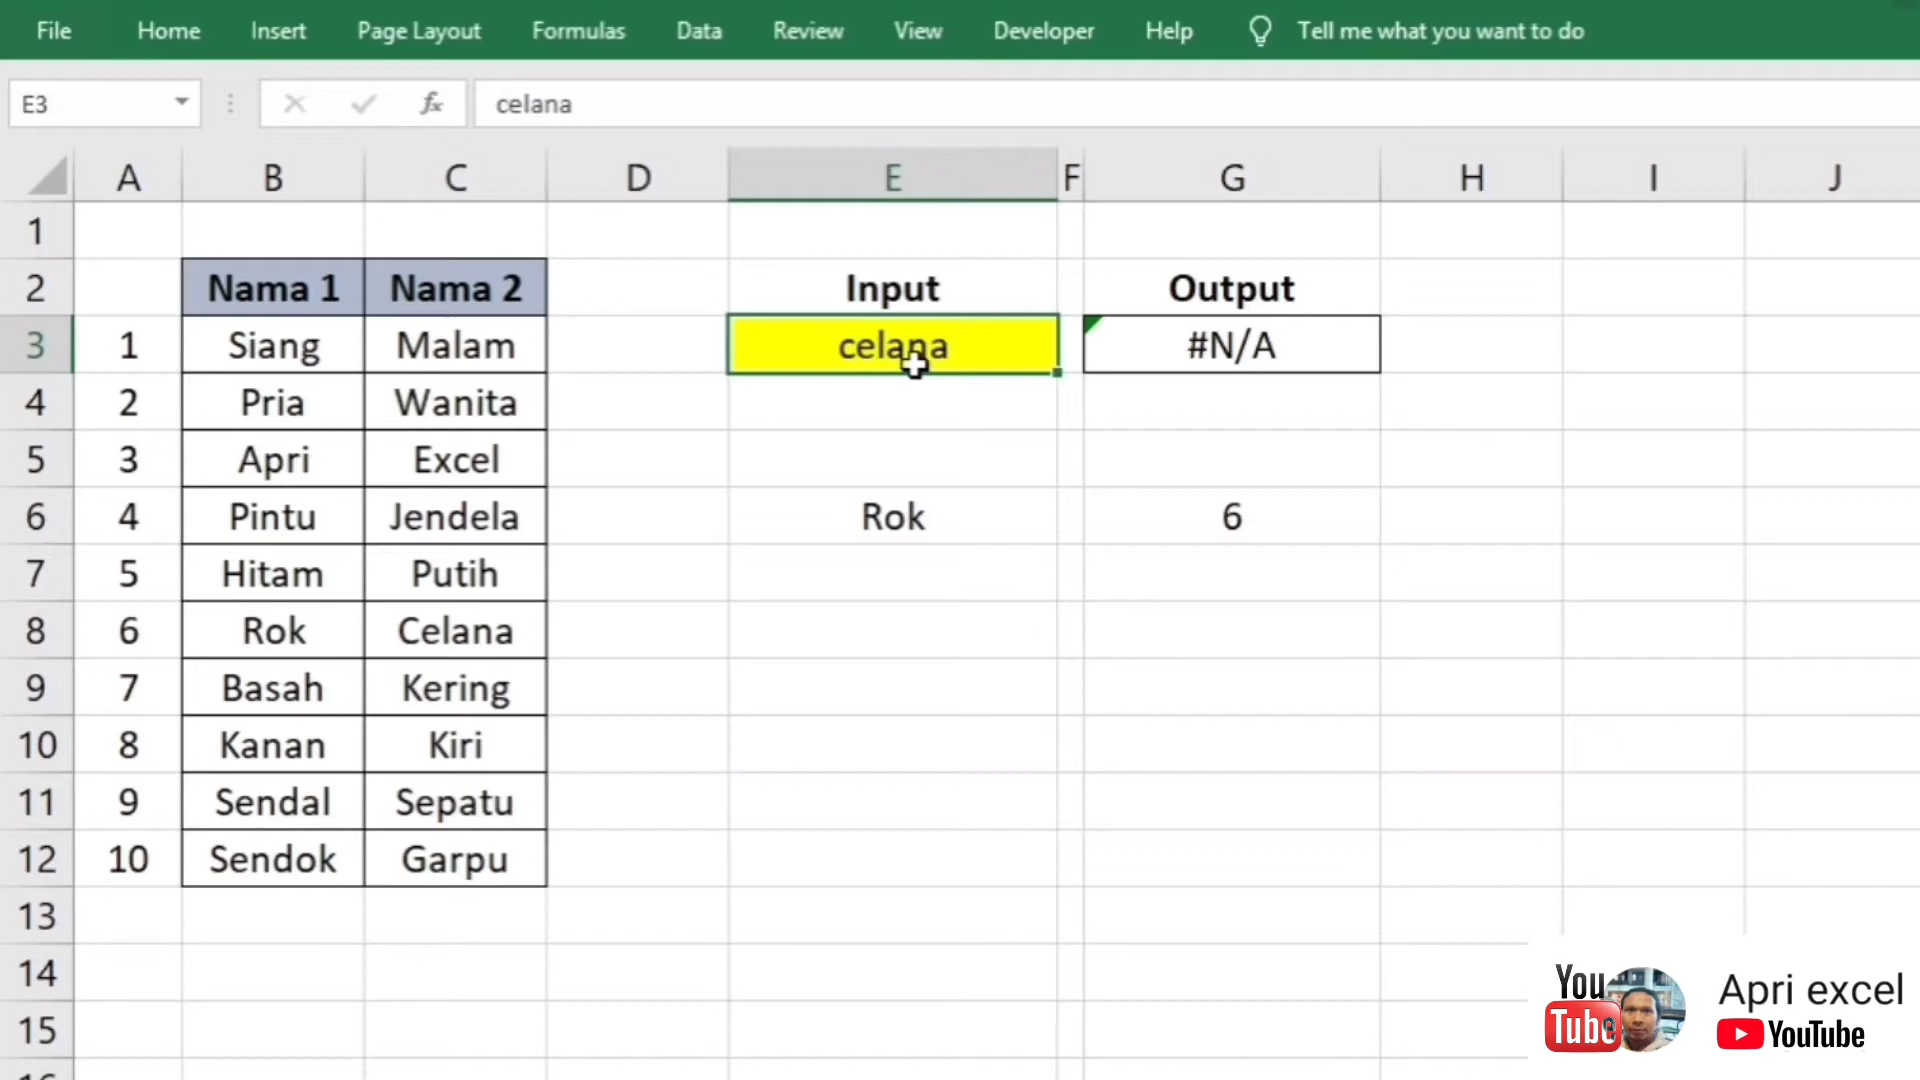 File Home Insert Page Layout Formulas Data Review View Developer Help Tell me what you want to do
E3 fx celana
A B C D E F G H I J
1
2 Nama 1 Nama 2 Input Output
3 1 Siang Malam celana #N/A
4 2 Pria Wanita
5 3 Apri Excel
6 4 Pintu Jendela Rok 6
7 5 Hitam Putih
8 6 Rok Celana
9 7 Basah Kering
10 8 Kanan Kiri
11 9 Sendal Sepatu
12 10 Sendok Garpu
13
14
15
16
You Tube
Apri excel
YouTube